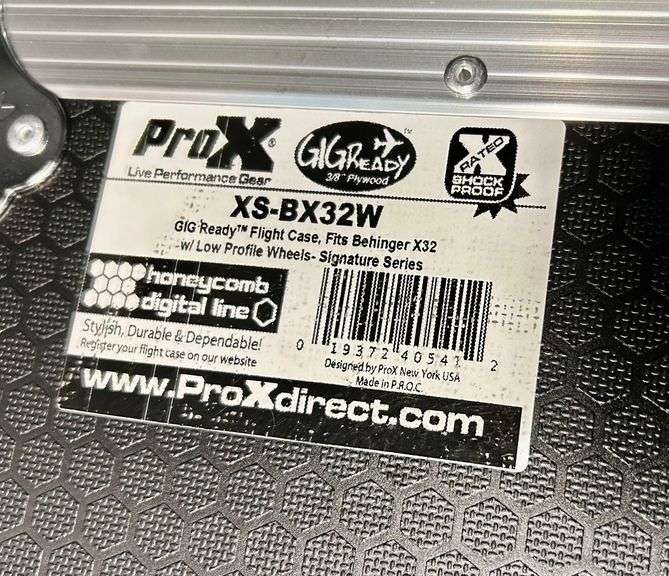 ProX®
Live Performance Gear
GIGREADY™
3/8" Plywood
X
RATED
SHOCK
PROOF
XS-BX32W
GIG Ready™ Flight Case, Fits Behinger X32
-w/ Low Profile Wheels- Signature Series
honeycomb
digital line
Stylish, Durable & Dependable!
Register your flight case on our website
0 19372 40541 2
Designed by ProX New York USA
Made in P.R.O.C.
www.ProXdirect.com